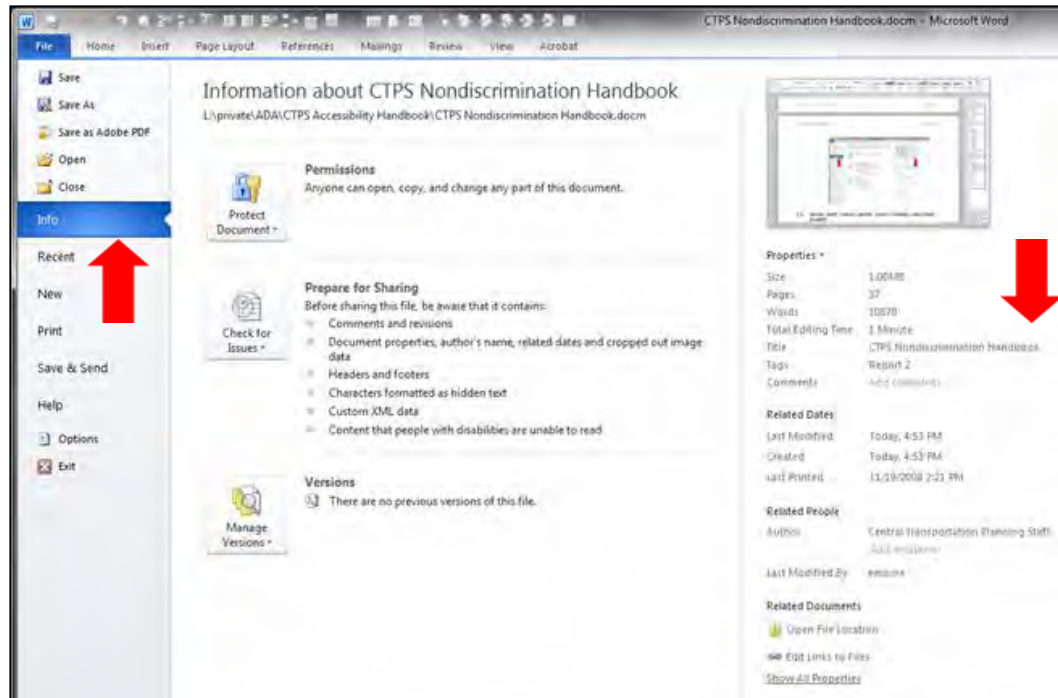 CTPS Nondiscrimination Handbook.docm - Microsoft Word
File Home Insert Page Layout References Mailings Review View Acrobat
Save
Save As
Save as Adobe PDF
Open
Close
Info
Recent
New
Print
Save & Send
Help
Options
Exit
Information about CTPS Nondiscrimination Handbook
L:\private\ADA\CTPS Accessibility Handbook\CTPS Nondiscrimination Handbook.docm
Protect
Document
Permissions
Anyone can open, copy, and change any part of this document.
Check for
Issues
Prepare for Sharing
Before sharing this file, be aware that it contains:
Comments and revisions
Document properties, author's name, related dates and cropped out image
data
Headers and footers
Characters formatted as hidden text
Custom XML data
Content that people with disabilities are unable to read
Manage
Versions
Versions
There are no previous versions of this file.
Properties
Size 1.00MB
Pages 37
Words 10870
Total Editing Time 1 Minute
Title CTPS Nondiscrimination Handbook
Tags Report 2
Comments Add comments
Related Dates
Last Modified Today, 4:53 PM
Created Today, 4:53 PM
Last Printed 11/19/2008 2:21 PM
Related People
Author Central Transportation Planning Staff
Last Modified By
Related Documents
Open File Location
Edit Links to Files
Show All Properties